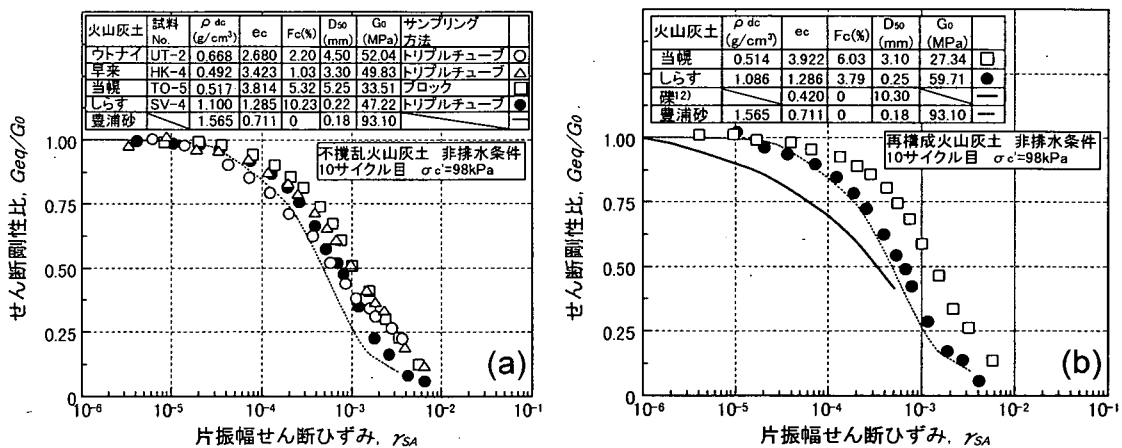 火山灰土 試料No. ρdc (g/cm³) ec Fc(%) D50 (mm) G0 (MPa) サンプリング方法
ウトナイ UT-2 0.668 2.680 2.20 4.50 52.04 トリプルチューブ ○
早来 HK-4 0.492 3.423 1.03 3.30 49.83 トリプルチューブ △
当幌 TO-5 0.517 3.814 5.32 5.25 33.51 ブロック □
しらす SV-4 1.100 1.285 10.23 0.22 47.22 トリプルチューブ ●
豊浦砂 1.565 0.711 0 0.18 93.10 —
不攪乱火山灰土 非排水条件
10サイクル目 σc'=98kPa
せん断剛性比, Geq/G0
1.00
0.75
0.50
0.25
0
(a)
10⁻⁶ 10⁻⁵ 10⁻⁴ 10⁻³ 10⁻² 10⁻¹
片振幅せん断ひずみ, γSA
火山灰土 ρdc (g/cm³) ec Fc(%) D50 (mm) G0 (MPa)
当幌 0.514 3.922 6.03 3.10 27.34 □
しらす 1.086 1.286 3.79 0.25 59.71 ●
礫12) 0.420 0 10.30 —
豊浦砂 1.565 0.711 0 0.18 93.10 —
再構成火山灰土 非排水条件
10サイクル目 σc'=98kPa
せん断剛性比, Geq/G0
1.00
0.75
0.50
0.25
0
(b)
10⁻⁶ 10⁻⁵ 10⁻⁴ 10⁻³ 10⁻² 10⁻¹
片振幅せん断ひずみ, γSA